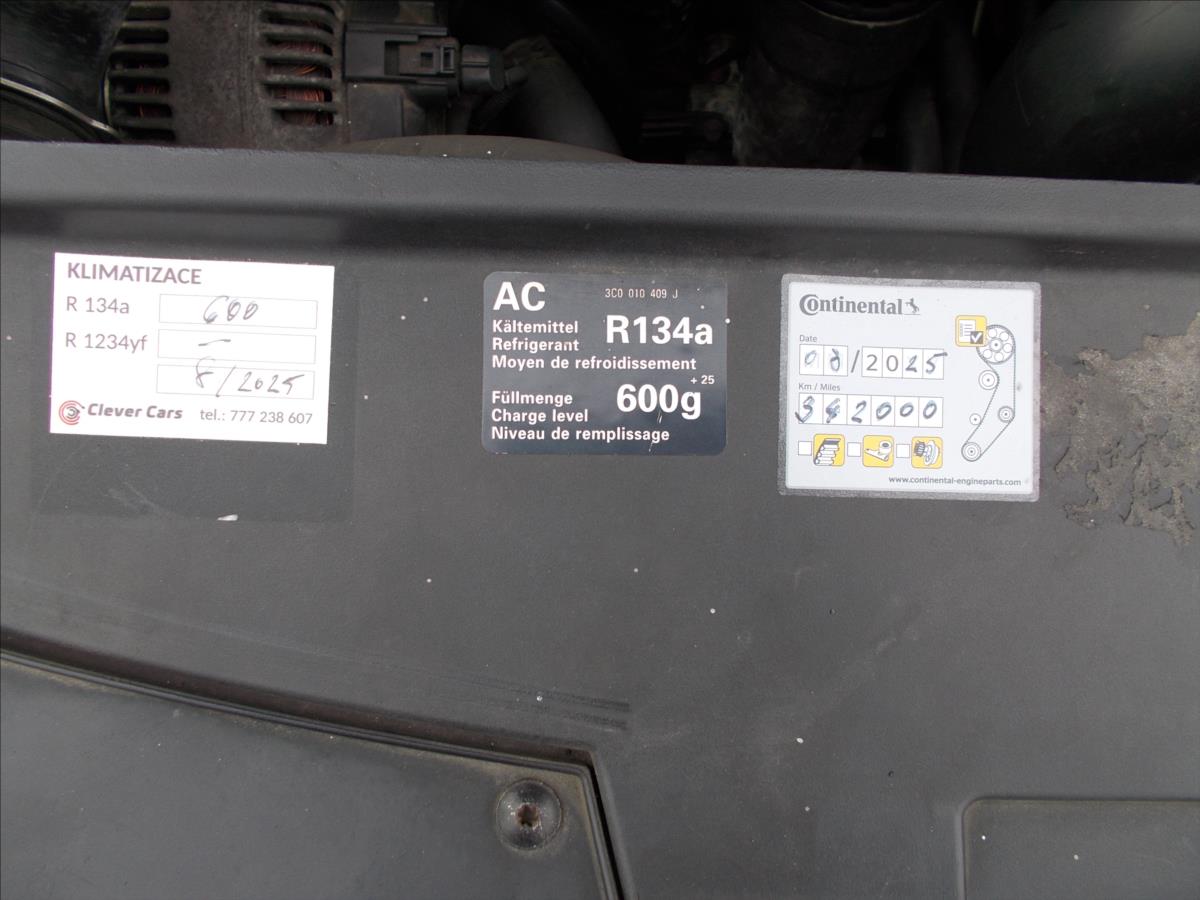 KLIMATIZACE
R 134a 600
R 1234yf –
8/2025
Clever Cars tel.: 777 238 607
AC 3C0 010 409 J
Kältemittel
Refrigerant R134a
Moyen de refroidissement
Füllmenge 600g +25
Charge level
Niveau de remplissage
Continental
Date
08/2025
Km / Miles
342000
www.continental-engineparts.com